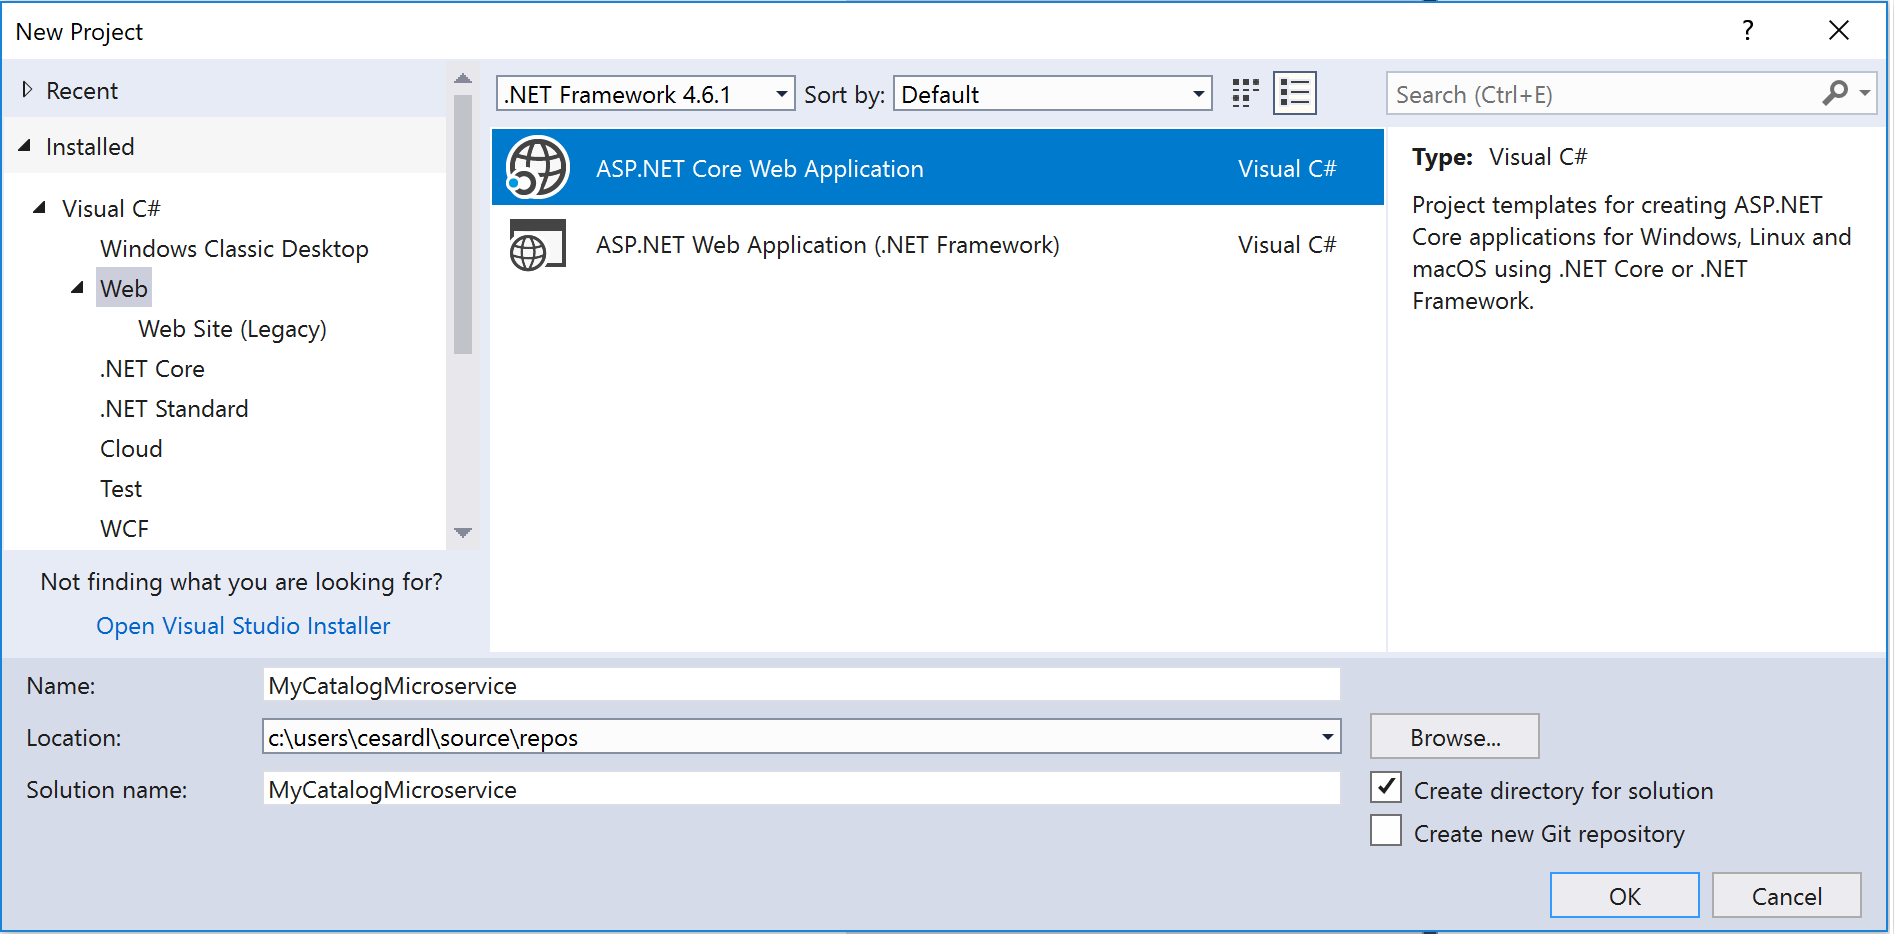 New Project
?
Recent
Installed
Visual C#
Windows Classic Desktop
Web
Web Site (Legacy)
.NET Core
.NET Standard
Cloud
Test
WCF
Not finding what you are looking for?
Open Visual Studio Installer
.NET Framework 4.6.1
Sort by: Default
Search (Ctrl+E)
ASP.NET Core Web Application Visual C#
ASP.NET Web Application (.NET Framework) Visual C#
Type: Visual C#
Project templates for creating ASP.NET
Core applications for Windows, Linux and
macOS using .NET Core or .NET
Framework.
Name: MyCatalogMicroservice
Location: c:\users\cesardl\source\repos
Browse...
Solution name: MyCatalogMicroservice
Create directory for solution
Create new Git repository
OK
Cancel